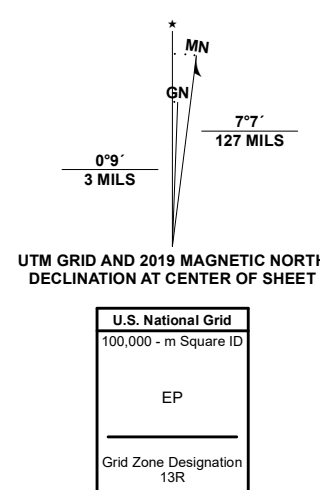 ★
MN
GN
7°7´
127 MILS
0°9´
3 MILS
UTM GRID AND 2019 MAGNETIC NORTH
DECLINATION AT CENTER OF SHEET
U.S. National Grid
100,000 - m Square ID
EP
Grid Zone Designation
13R